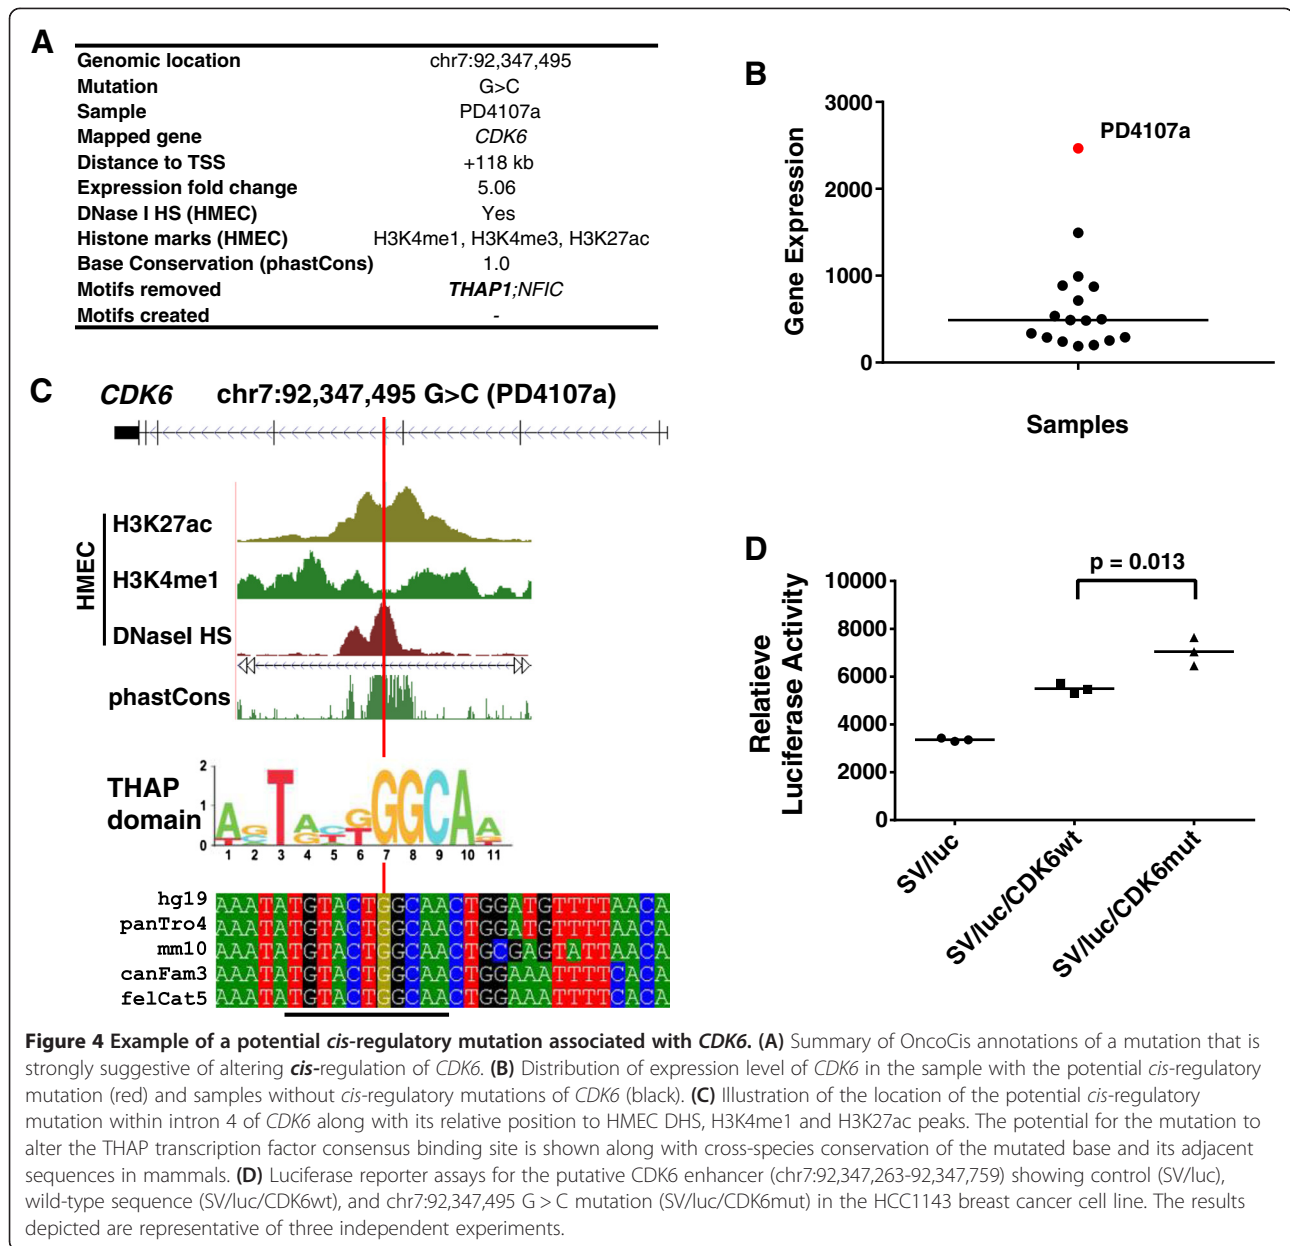 A
Genomic location chr7:92,347,495
Mutation G>C
Sample PD4107a
Mapped gene CDK6
Distance to TSS +118 kb
Expression fold change 5.06
DNase I HS (HMEC) Yes
Histone marks (HMEC) H3K4me1, H3K4me3, H3K27ac
Base Conservation (phastCons) 1.0
Motifs removed THAP1;NFIC
Motifs created -
B
3000
2000
1000
0
Gene Expression
PD4107a
Samples
C
CDK6 chr7:92,347,495 G>C (PD4107a)
HMEC
H3K27ac
H3K4me1
DNaseI HS
phastCons
THAP
domain
2
1
0
1 2 3 4 5 6 7 8 9 10 11
hg19 AAATATGTACTGGCAACTGGATGTTTTAACA
panTro4 AAATATGTACTGGCAACTGGATGTTTTAACA
mm10 AAATATGTACTGGCAACTGCGAGTATTAACA
canFam3 AAATATGTACTGGCAACTGGAAATTTTCACA
felCat5 AAATATGTACTGGCAACTGGAAATTTTCACA
D
p = 0.013
10000
8000
6000
4000
2000
0
Relatieve
Luciferase Activity
SV/luc
SV/luc/CDK6wt
SV/luc/CDK6mut
Figure 4 Example of a potential cis-regulatory mutation associated with CDK6. (A) Summary of OncoCis annotations of a mutation that is
strongly suggestive of altering cis-regulation of CDK6. (B) Distribution of expression level of CDK6 in the sample with the potential cis-regulatory
mutation (red) and samples without cis-regulatory mutations of CDK6 (black). (C) Illustration of the location of the potential cis-regulatory
mutation within intron 4 of CDK6 along with its relative position to HMEC DHS, H3K4me1 and H3K27ac peaks. The potential for the mutation to
alter the THAP transcription factor consensus binding site is shown along with cross-species conservation of the mutated base and its adjacent
sequences in mammals. (D) Luciferase reporter assays for the putative CDK6 enhancer (chr7:92,347,263-92,347,759) showing control (SV/luc),
wild-type sequence (SV/luc/CDK6wt), and chr7:92,347,495 G > C mutation (SV/luc/CDK6mut) in the HCC1143 breast cancer cell line. The results
depicted are representative of three independent experiments.